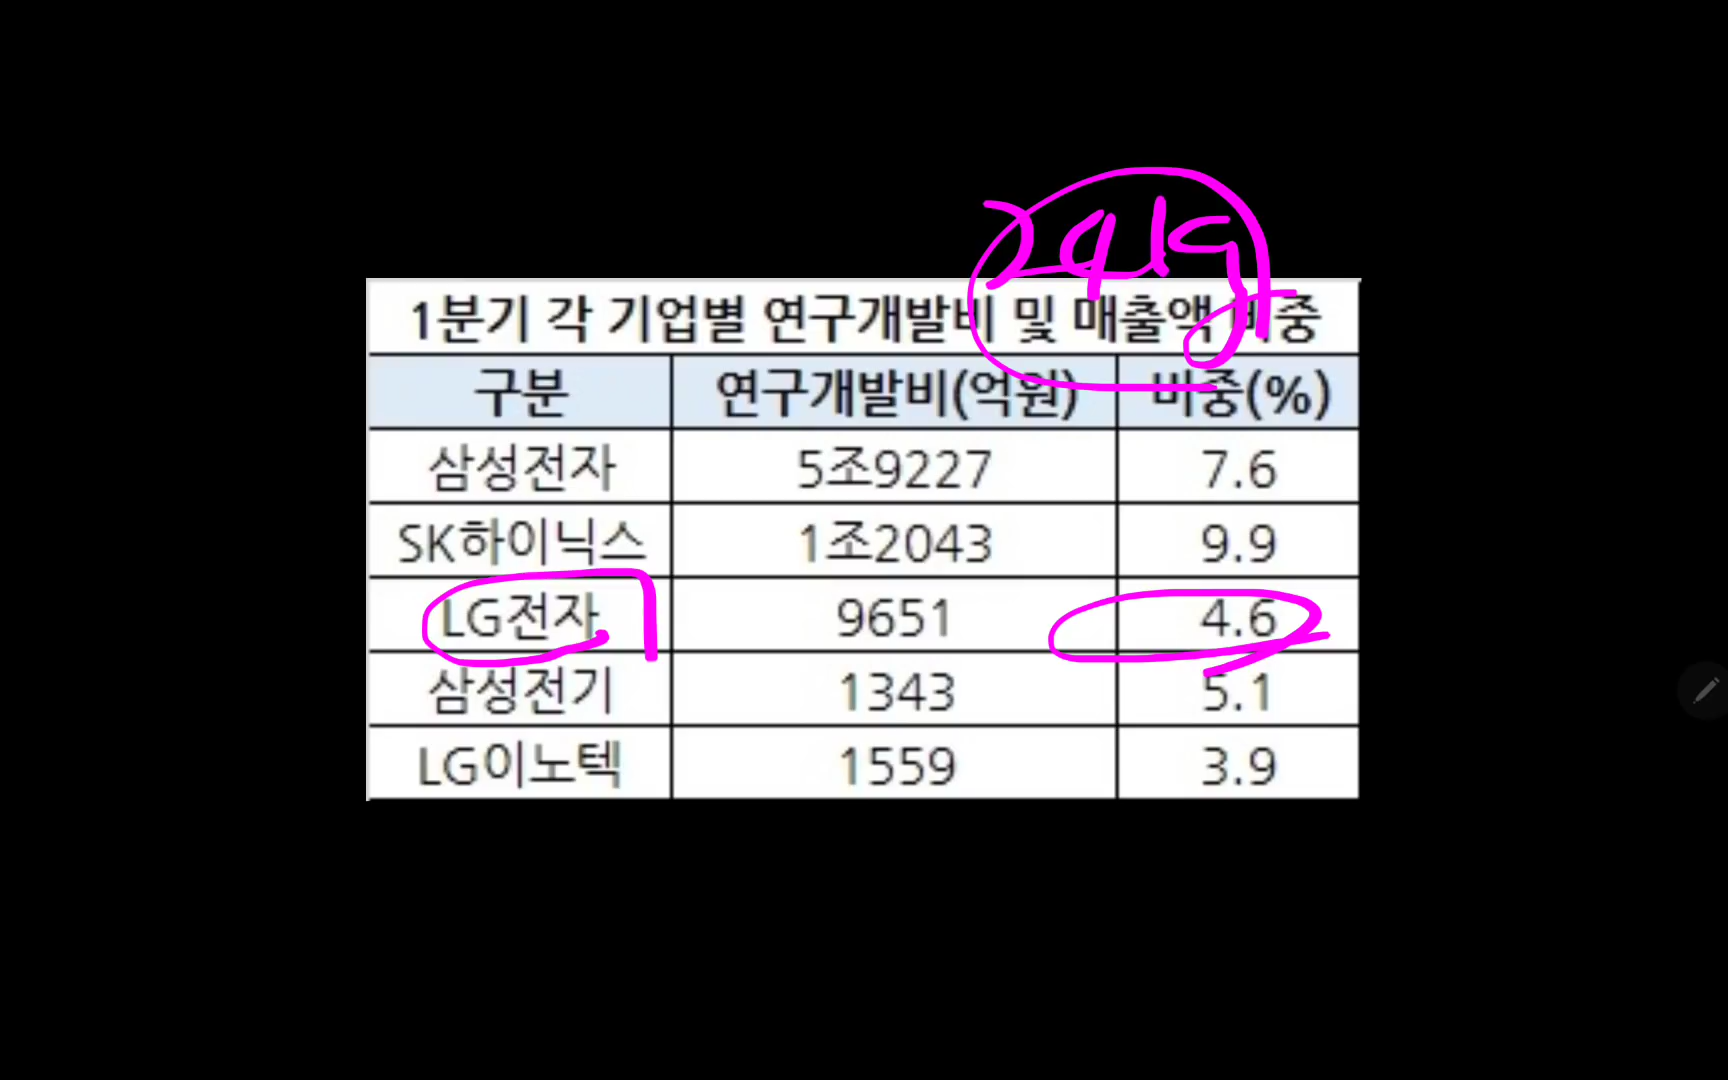 1분기 각 기업별 연구개발비 및 매출액 비중
구분 연구개발비(억원) 비중(%)
삼성전자 5조9227 7.6
SK하이닉스 1조2043 9.9
LG전자 9651 4.6
삼성전기 1343 5.1
LG이노텍 1559 3.9